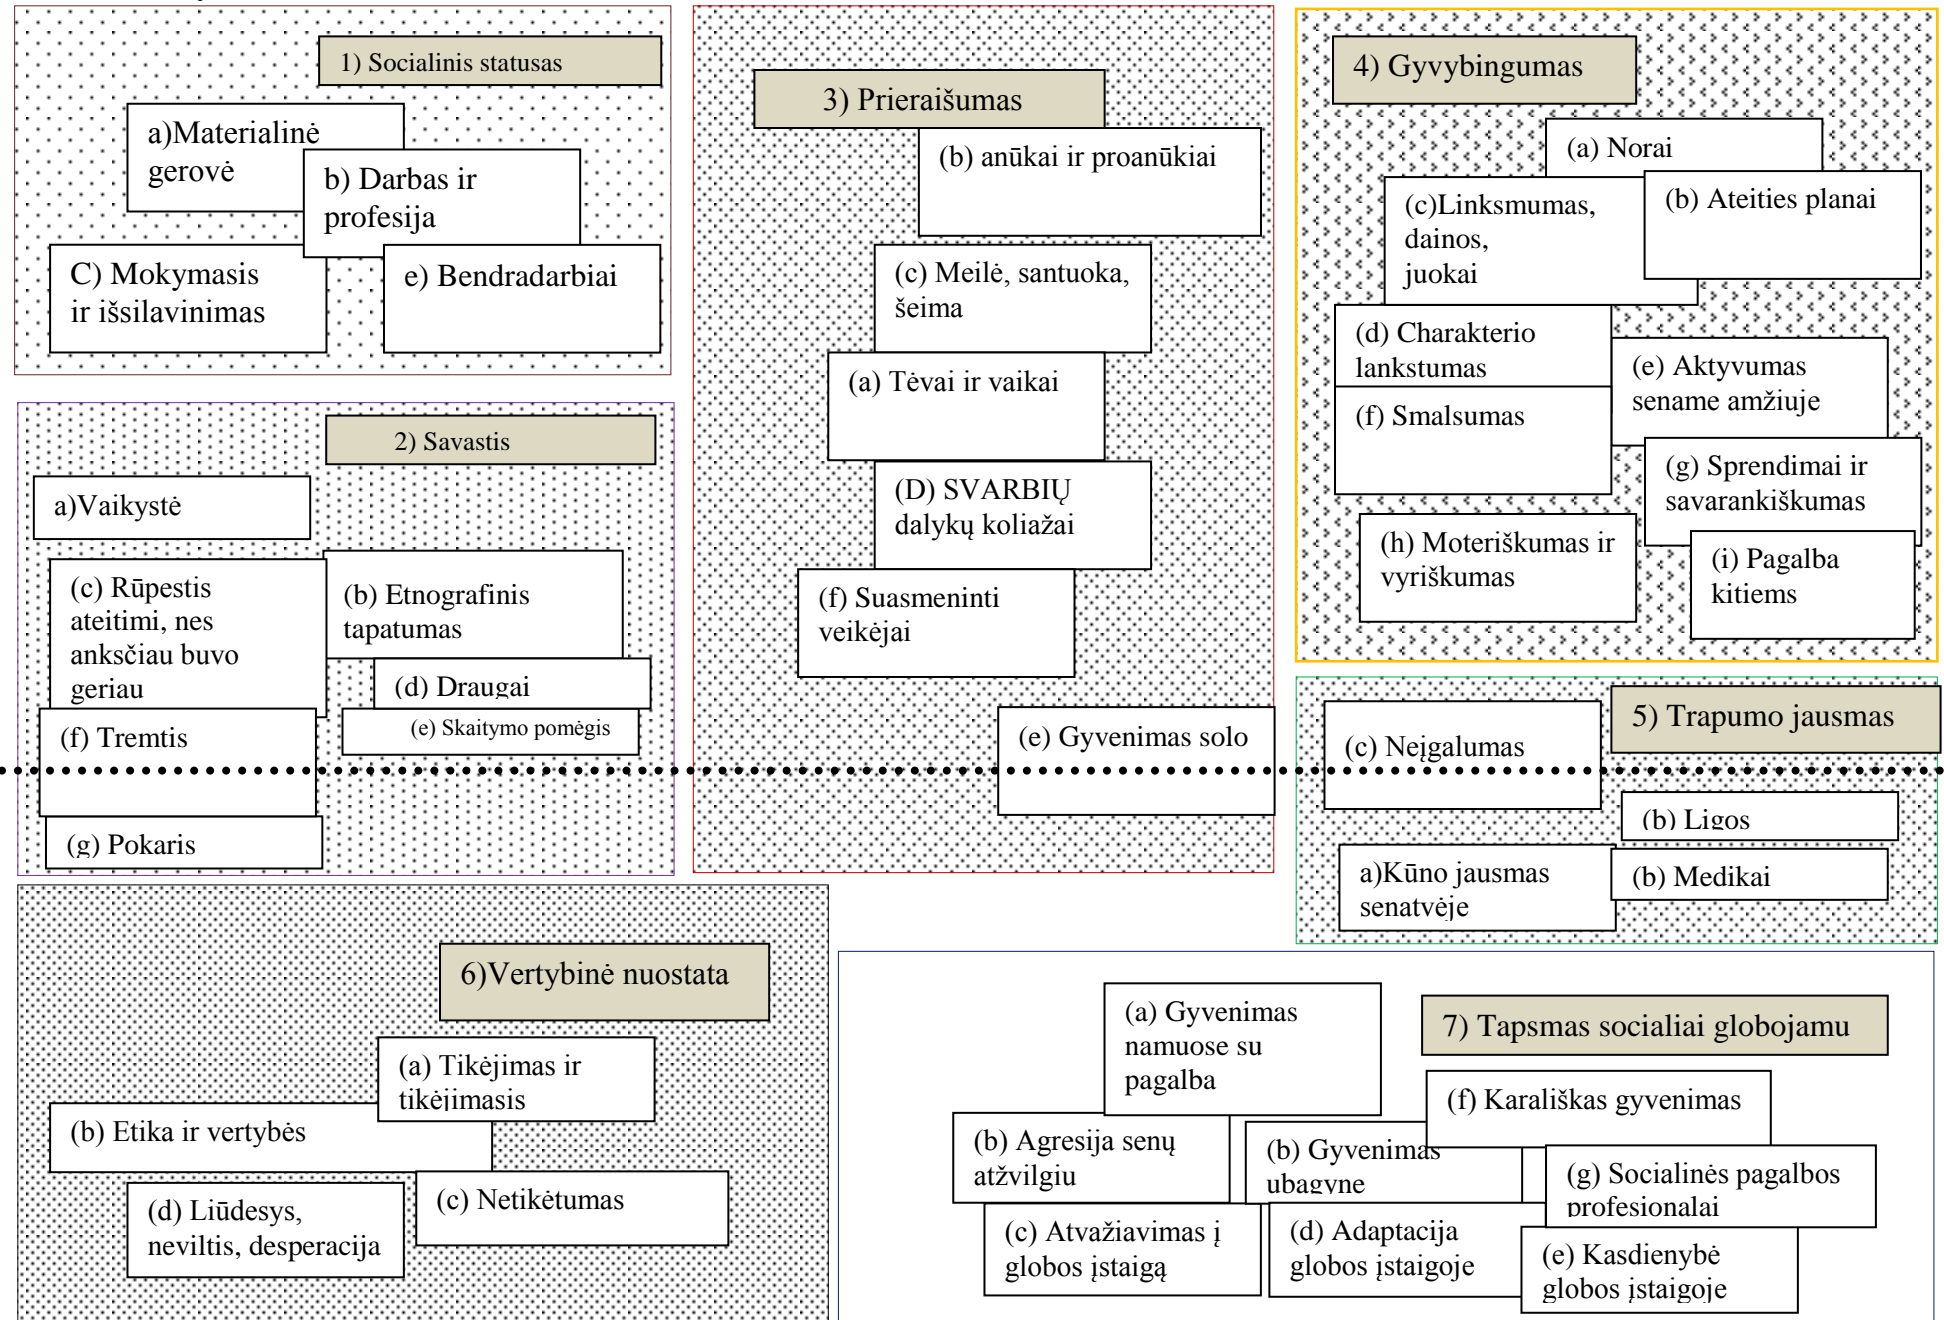 1) Socialinis statusas
a)Materialinė
gerovė
b) Darbas ir
profesija
C) Mokymasis
ir išsilavinimas
e) Bendradarbiai
2) Savastis
a)Vaikystė
(c) Rūpestis
ateitimi, nes
anksčiau buvo
geriau
(b) Etnografinis
tapatumas
(d) Draugai
(e) Skaitymo pomėgis
(f) Tremtis
(g) Pokaris
3) Prieraišumas
(b) anūkai ir proanūkiai
(c) Meilė, santuoka,
šeima
(a) Tėvai ir vaikai
(D) SVARBIŲ
dalykų koliažai
(f) Suasmeninti
veikėjai
(e) Gyvenimas solo
4) Gyvybingumas
(a) Norai
(b) Ateities planai
(c)Linksmumas,
dainos,
juokai
(d) Charakterio
lankstumas
(e) Aktyvumas
sename amžiuje
(f) Smalsumas
(g) Sprendimai ir
savarankiškumas
(h) Moteriškumas ir
vyriškumas
(i) Pagalba
kitiems
5) Trapumo jausmas
(c) Neįgalumas
(b) Ligos
a)Kūno jausmas
senatvėje
(b) Medikai
6)Vertybinė nuostata
(a) Tikėjimas ir
tikėjimasis
(b) Etika ir vertybės
(c) Netikėtumas
(d) Liūdesys,
neviltis, desperacija
7) Tapsmas socialiai globojamu
(a) Gyvenimas
namuose su
pagalba
(f) Karališkas gyvenimas
(b) Agresija senų
atžvilgiu
(b) Gyvenimas
ubagyne
(g) Socialinės pagalbos
profesionalai
(c) Atvažiavimas į
globos įstaigą
(d) Adaptacija
globos įstaigoje
(e) Kasdienybė
globos įstaigoje